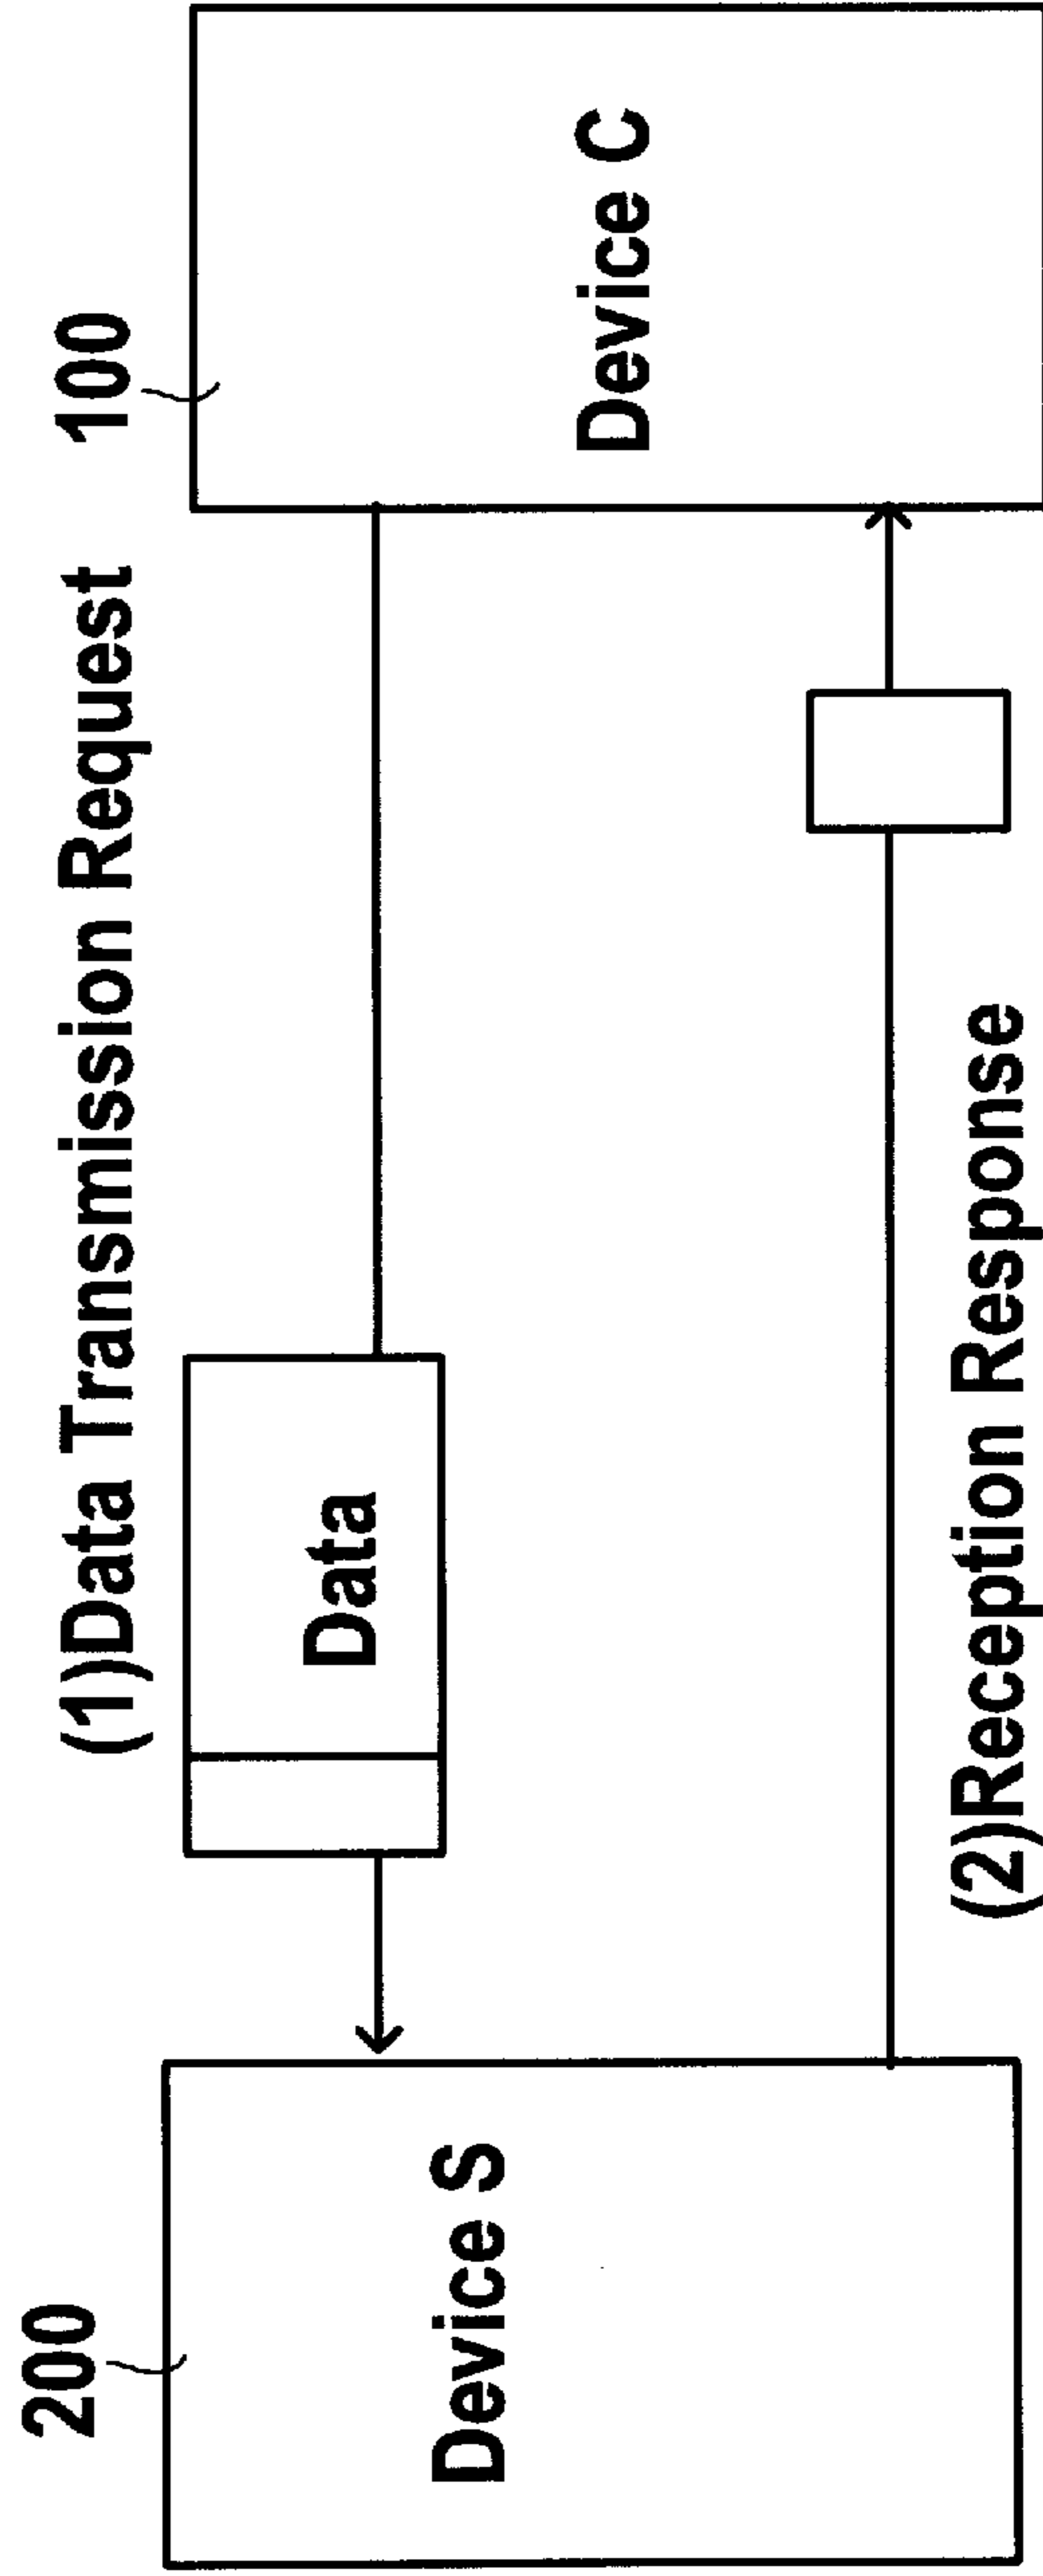 200
100
(1)Data Transmission Request
Data
Device S
Device C
(2)Reception Response